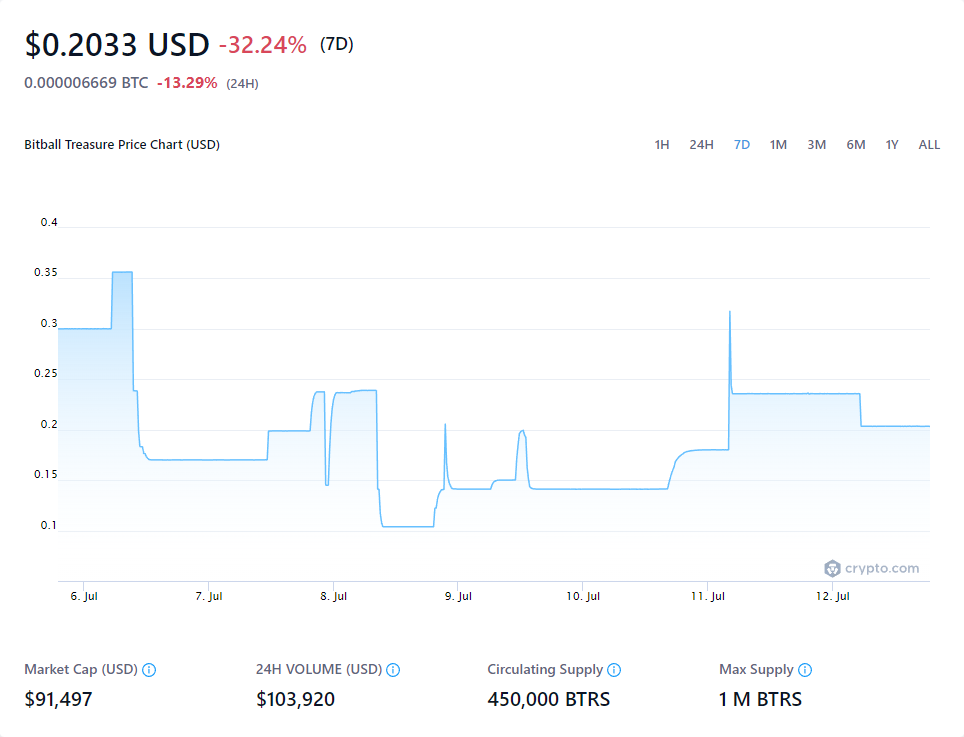 $0.2033 USD -32.24% (7D)
0.000006669 BTC -13.29% (24H)
Bitball Treasure Price Chart (USD)
1H 24H 7D 1M 3M 6M 1Y ALL
0.4
0.35
0.3
0.25
0.2
0.15
0.1
crypto.com
6. Jul 7. Jul 8. Jul 9. Jul 10. Jul 11. Jul 12. Jul
Market Cap (USD) 24H VOLUME (USD) Circulating Supply Max Supply
$91,497 $103,920 450,000 BTRS 1 M BTRS